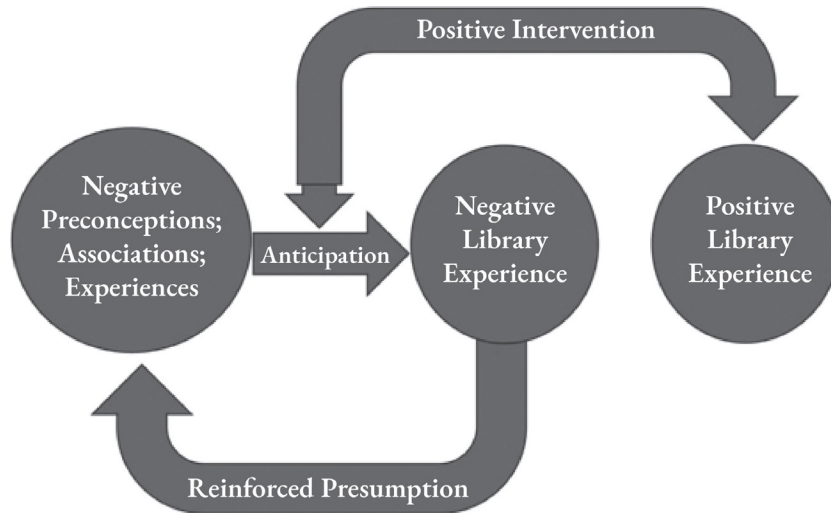 Positive Intervention
Negative
Preconceptions;
Associations;
Experiences
Anticipation
Negative
Library
Experience
Positive
Library
Experience
Reinforced Presumption